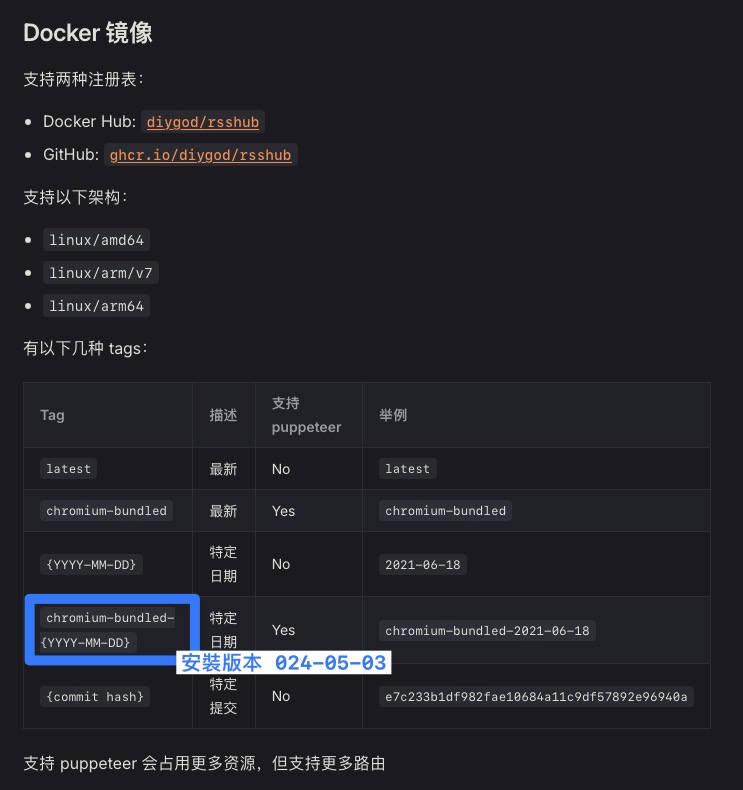 Docker 镜像
支持两种注册表：
Docker Hub: diygod/rsshub
GitHub: ghcr.io/diygod/rsshub
支持以下架构：
linux/amd64
linux/arm/v7
linux/arm64
有以下几种 tags：
Tag 描述 支持 puppeteer 举例
latest 最新 No latest
chromium-bundled 最新 Yes chromium-bundled
{YYYY-MM-DD} 特定日期 No 2021-06-18
chromium-bundled-{YYYY-MM-DD} 特定日期 Yes chromium-bundled-2021-06-18
安裝版本 024-05-03
{commit hash} 特定提交 No e7c233b1df982fae10684a11c9df57892e96940a
支持 puppeteer 会占用更多资源，但支持更多路由